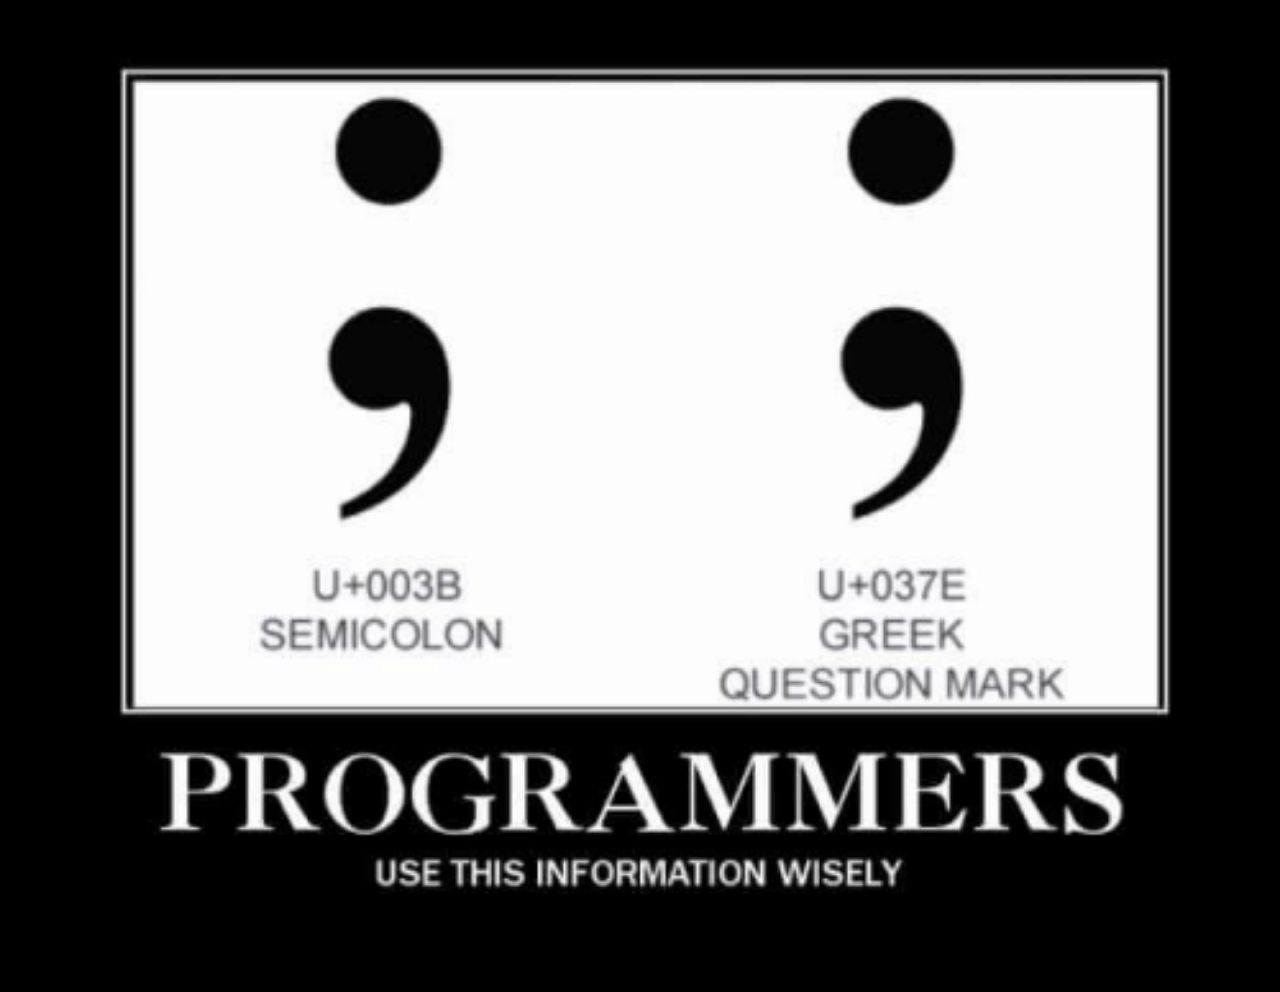 ; ;
U+003B U+037E
SEMICOLON GREEK
QUESTION MARK
PROGRAMMERS
USE THIS INFORMATION WISELY